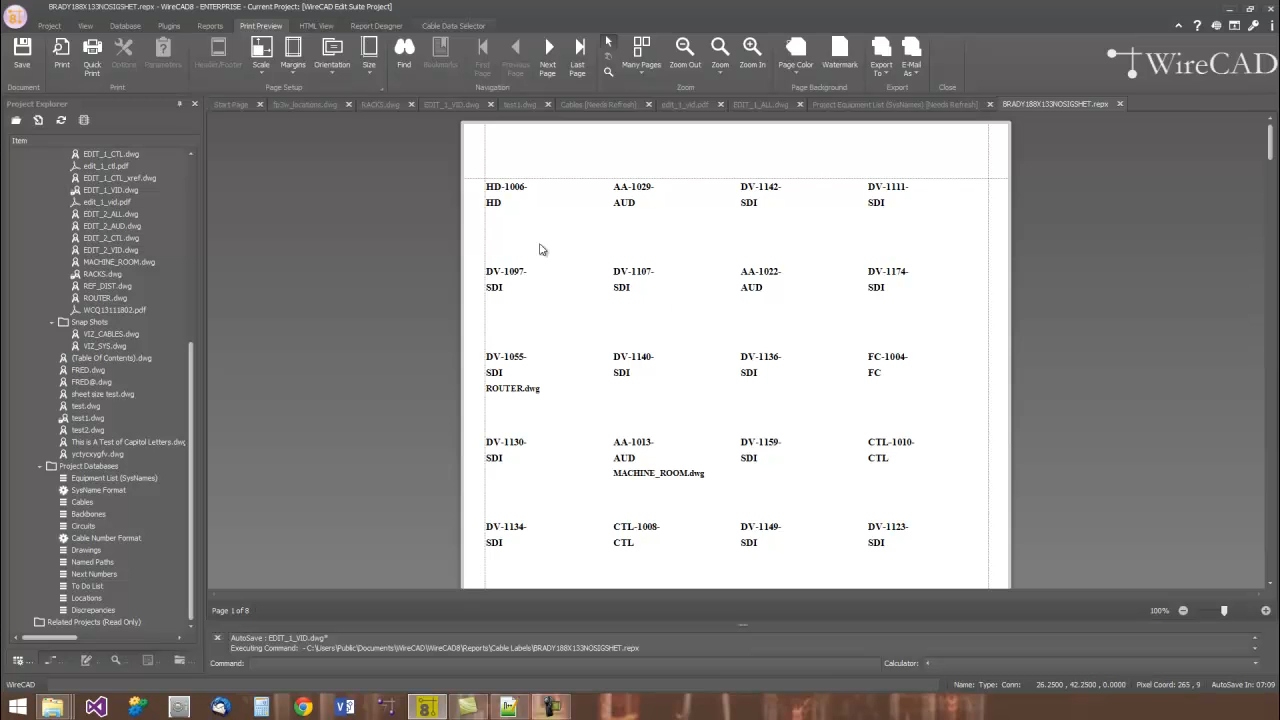 BRADY188X133NOSIGSHET.repx - WireCAD8 - ENTERPRISE - Current Project: [WireCAD Edit Suite Project]
Project View Database Plugins Reports Print Preview HTML View Report Designer Cable Data Selector
Save Print Quick Print Options Parameters Header/Footer Scale Margins Orientation Size Find Bookmarks First Page Previous Page Next Page Last Page Many Pages Zoom Out Zoom Zoom In Page Color Watermark Export To E-Mail As Close
Document Print Page Setup Navigation Zoom Page Background Close
WireCAD
Project Explorer
Start Page fp3v_locations.dwg RACKS.dwg EDIT_1_VID.dwg test1.dwg Cables [Needs Refresh] edit_1_vid.pdf EDIT_1_ALL.dwg Project Equipment List (SysNames) [Needs Refresh] BRADY188X133NOSIGSHET.repx
Item
EDIT_1_CTL.dwg
edit_1_ctl.pdf
EDIT_1_CTL_xref.dwg
EDIT_1_VID.dwg
edit_1_vid.pdf
EDIT_2_ALL.dwg
EDIT_2_AUD.dwg
EDIT_2_CTL.dwg
EDIT_2_VID.dwg
MACHINE_ROOM.dwg
RACKS.dwg
REF_DIST.dwg
ROUTER.dwg
WCQ13111802.pdf
Snap Shots
VIZ_CABLES.dwg
VIZ_SYS.dwg
(Table Of Contents).dwg
FRED.dwg
FRED@.dwg
sheet size test.dwg
test.dwg
test1.dwg
test2.dwg
This is A Test of Capitol Letters.dwg
yctycxygfv.dwg
Project Databases
Equipment List (SysNames)
SysName Format
Cables
Backbones
Circuits
Cable Number Format
Drawings
Named Paths
Next Numbers
To Do List
Locations
Discrepancies
Related Projects (Read Only)
HD-1006- AA-1029- DV-1142- DV-1111-
HD AUD SDI SDI
DV-1097- DV-1107- AA-1022- DV-1174-
SDI SDI AUD SDI
DV-1055- DV-1140- DV-1136- FC-1004-
SDI SDI SDI FC
ROUTER.dwg
DV-1130- AA-1013- DV-1159- CTL-1010-
SDI AUD SDI CTL
MACHINE_ROOM.dwg
DV-1134- CTL-1008- DV-1149- DV-1123-
SDI CTL SDI SDI
Page 1 of 8 100%
AutoSave : EDIT_1_VID.dwg"
Executing Command: - C:\Users\Public\Documents\WireCAD\WireCAD8\Reports\Cable Labels\BRADY188X133NOSIGSHET.repx
Command: Calculator:
WireCAD Name: Type: Conn: 26.2500 , 42.2500 , 0.0000 Pixel Coord: 265 , 9 AutoSave In: 07:09